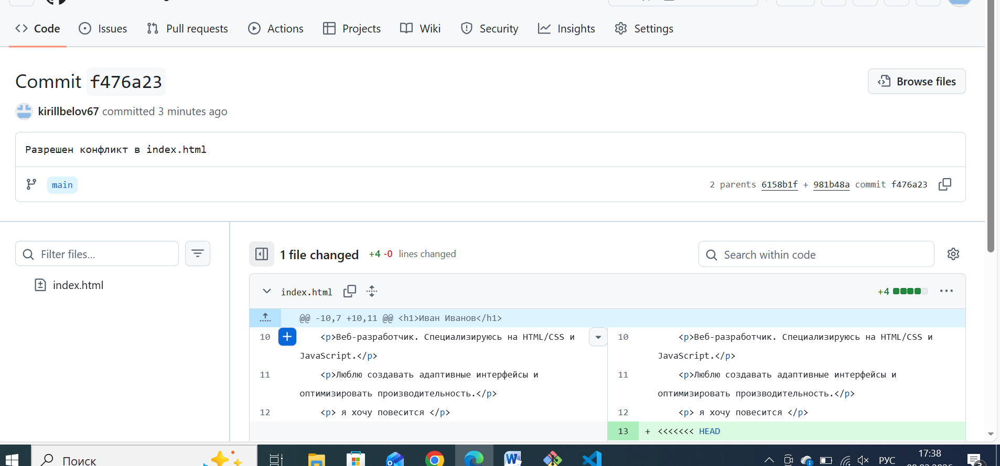 Code
Issues
Pull requests
Actions
Projects
Wiki
Security
Insights
Settings
Commit f476a23
Browse files
kirillbelov67 committed 3 minutes ago
Разрешен конфликт в index.html
main
2 parents 6158b1f + 981b48a commit f476a23
Filter files...
index.html
1 file changed +4 -0 lines changed
Search within code
index.html
+4
@@ -10,7 +10,11 @@ <h1>Иван Иванов</h1>
10 <p>Веб-разработчик. Специализируюсь на HTML/CSS и
JavaScript.</p>
11 <p>Люблю создавать адаптивные интерфейсы и
оптимизировать производительность.</p>
12 <p> я хочу повесится </p>
10 <p>Веб-разработчик. Специализируюсь на HTML/CSS и
JavaScript.</p>
11 <p>Люблю создавать адаптивные интерфейсы и
оптимизировать производительность.</p>
12 <p> я хочу повесится </p>
13 + <<<<<<< HEAD
Поиск
РУС
17:38